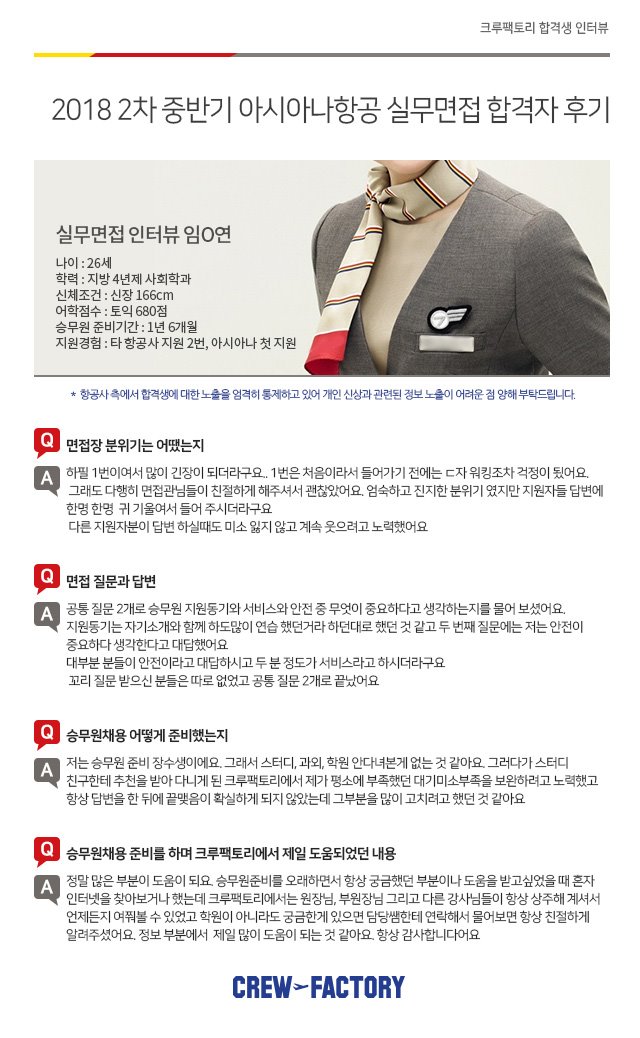 크루팩토리 합격생 인터뷰
2018 2차 중반기 아시아나항공 실무면접 합격자 후기
실무면접 인터뷰 임O연
나이 : 26세
학력 : 지방 4년제 사회학과
신체조건 : 신장 166cm
어학점수 : 토익 680점
승무원 준비기간 : 1년 6개월
지원경험 : 타 항공사 지원 2번, 아시아나 첫 지원
* 항공사 측에서 합격생에 대한 노출을 엄격히 통제하고 있어 개인 신상과 관련된 정보 노출이 어려운 점 양해 부탁드립니다.
Q 면접장 분위기는 어땠는지
A 하필 1번이여서 많이 긴장이 되더라구요.. 1번은 처음이라서 들어가기 전에는 ㄷ자 워킹조차 걱정이 됬어요.
그래도 다행히 면접관님들이 친절하게 해주셔서 괜찮았어요. 엄숙하고 진지한 분위기 였지만 지원자들 답변에
한명 한명 귀 기울여서 들어 주시더라구요
다른 지원자분이 답변 하실때도 미소 잃지 않고 계속 웃으려고 노력했어요
Q 면접 질문과 답변
A 공통 질문 2개로 승무원 지원동기와 서비스와 안전 중 무엇이 중요하다고 생각하는지를 물어 보셨어요.
지원동기는 자기소개와 함께 하도많이 연습 했던거라 하던대로 했던 것 같고 두 번째 질문에는 저는 안전이
중요하다 생각한다고 대답했어요
대부분 분들이 안전이라고 대답하시고 두 분 정도가 서비스라고 하시더라구요
꼬리 질문 받으신 분들은 따로 없었고 공통 질문 2개로 끝났어요
Q 승무원채용 어떻게 준비했는지
A 저는 승무원 준비 장수생이에요. 그래서 스터디, 과외, 학원 안다녀본게 없는 것 같아요. 그러다가 스터디
친구한테 추천을 받아 다니게 된 크루팩토리에서 제가 평소에 부족했던 대기미소부족을 보완하려고 노력했고
항상 답변을 한 뒤에 끝맺음이 확실하게 되지 않았는데 그부분을 많이 고치려고 했던 것 같아요
Q 승무원채용 준비를 하며 크루팩토리에서 제일 도움되었던 내용
A 정말 많은 부분이 도움이 되요. 승무원준비를 오래하면서 항상 궁금했던 부분이나 도움을 받고싶었을 때 혼자
인터넷을 찾아보거나 했는데 크루팩토리에서는 원장님, 부원장님 그리고 다른 강사님들이 항상 상주해 계셔서
언제든지 여쭤볼 수 있었고 학원이 아니라도 궁금한게 있으면 담당쌤한테 연락해서 물어보면 항상 친절하게
알려주셨어요. 정보 부분에서 제일 많이 도움이 되는 것 같아요. 항상 감사합니다어요
CREW FACTORY